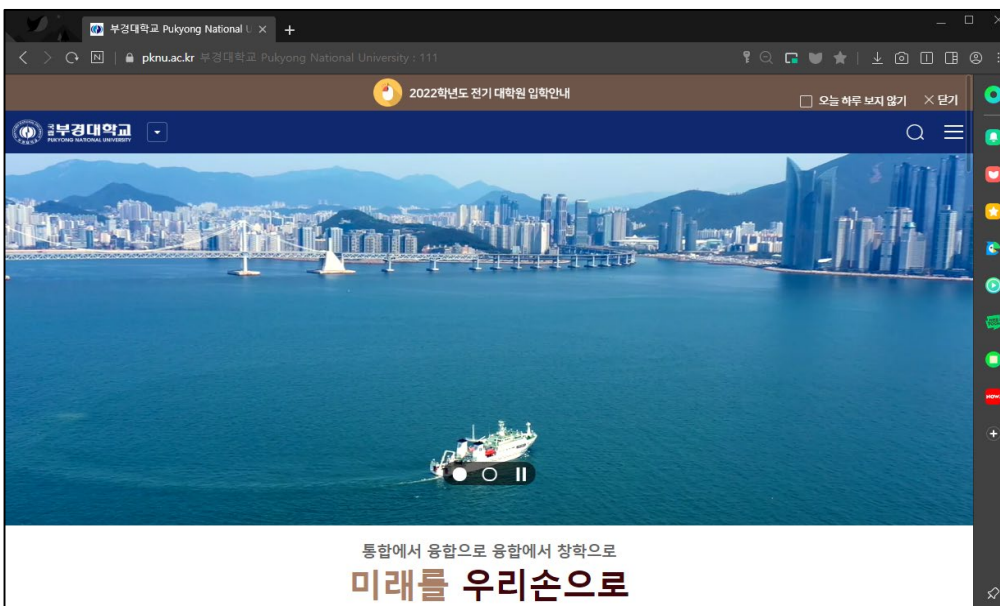 부경대학교 Pukyong National U
N
pknu.ac.kr 부경대학교 Pukyong National University : 111
2022학년도 전기 대학원 입학안내
오늘 하루 보지 않기 × 닫기
국립부경대학교
PUKYONG NATIONAL UNIVERSITY
NOW.
통합에서 융합으로 융합에서 창학으로
미래를 우리손으로